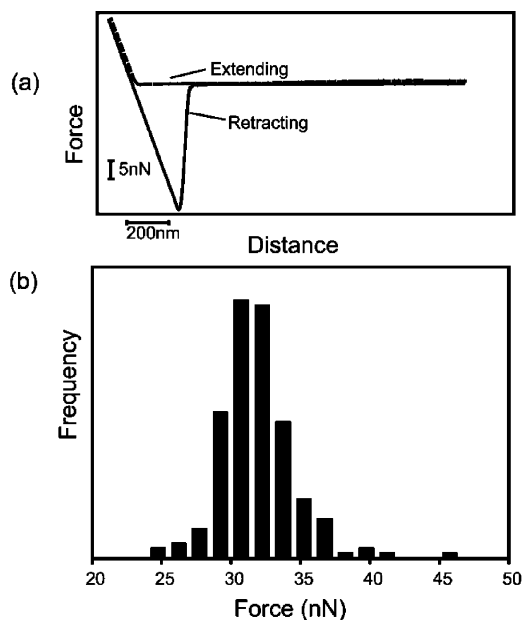 (a)
Force
Extending
Retracting
5nN
200nm
Distance
(b)
Frequency
20 25 30 35 40 45 50
Force (nN)